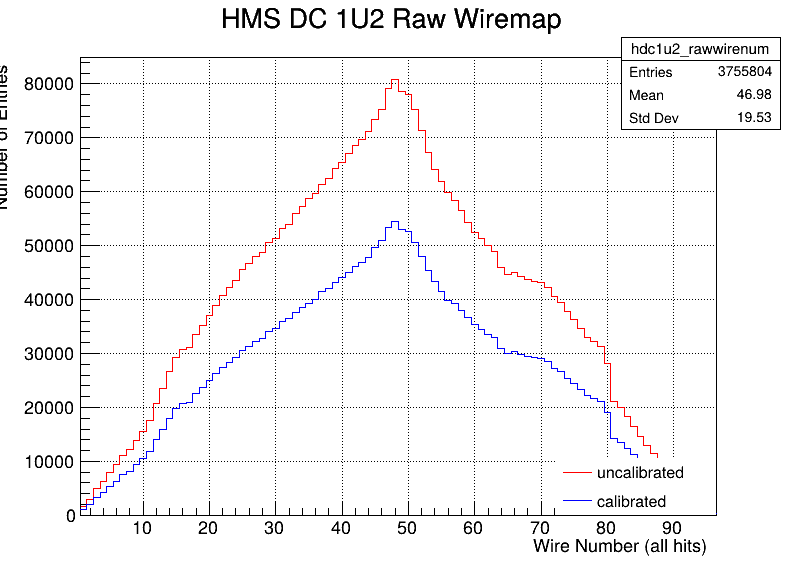 HMS DC 1U2 Raw Wiremap
hdc1u2_rawwirenum
Entries 3755804
Mean 46.98
Std Dev 19.53
Number of Entries
80000
70000
60000
50000
40000
30000
20000
10000
0
uncalibrated
calibrated
10 20 30 40 50 60 70 80 90
Wire Number (all hits)